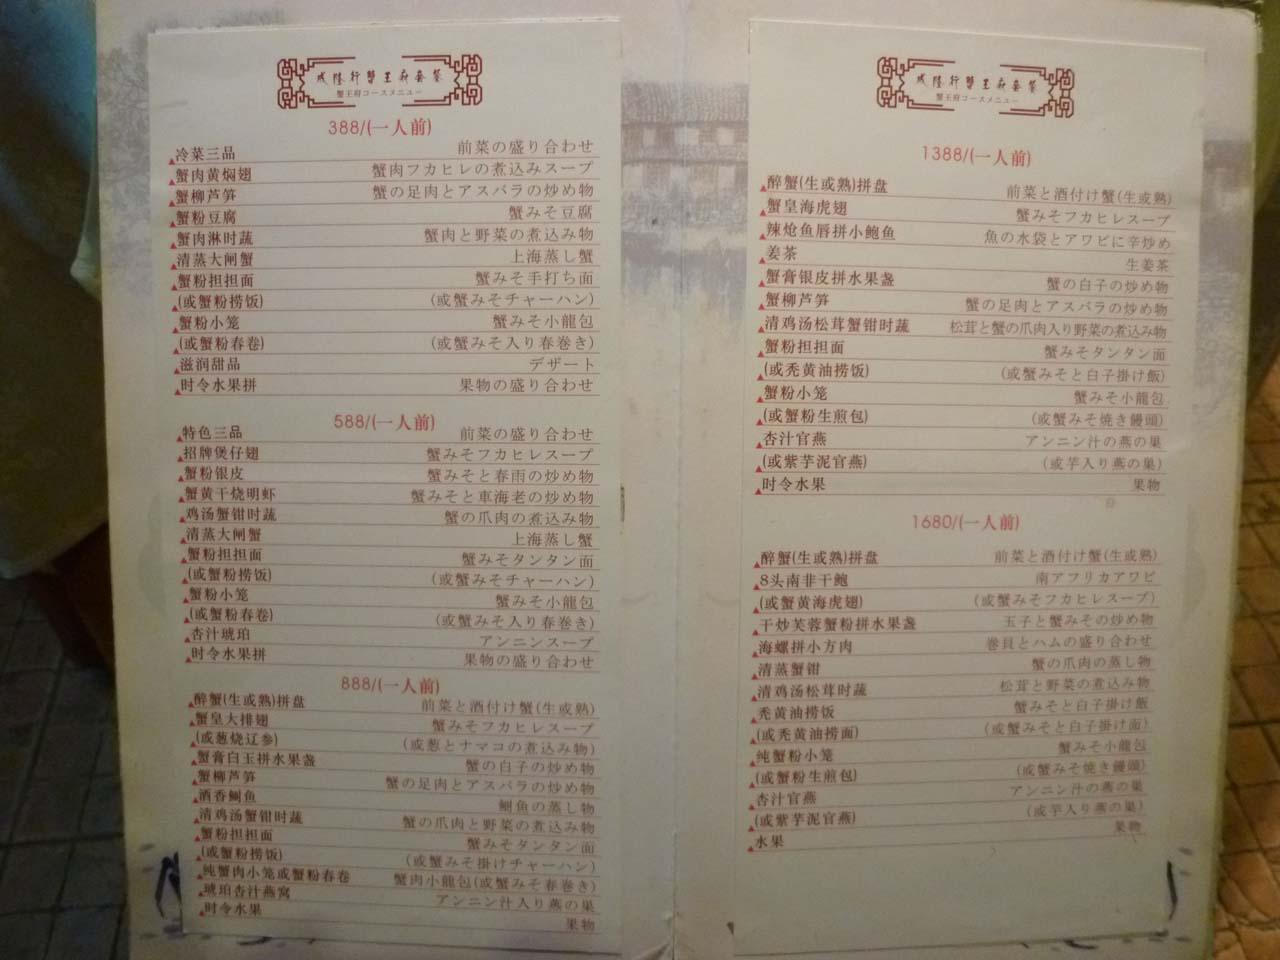 成隆行蟹王府套餐
蟹王府コースメニュー
388/(一人前)
冷菜三品 前菜の盛り合わせ
蟹肉黄焖翅 蟹肉フカヒレの煮込みスープ
蟹柳芦笋 蟹の足肉とアスパラの炒め物
蟹粉豆腐 蟹みそ豆腐
蟹肉淋时蔬 蟹肉と野菜の煮込み物
清蒸大闸蟹 上海蒸し蟹
蟹粉担担面 蟹みそ手打ち面
(或蟹粉捞饭) (或蟹みそチャーハン)
蟹粉小笼 蟹みそ小龍包
(或蟹粉春卷) (或蟹みそ入り春巻き)
滋润甜品 デザート
时令水果拼 果物の盛り合わせ
588/(一人前)
特色三品 前菜の盛り合わせ
招牌煲仔翅 蟹みそフカヒレスープ
蟹粉银皮 蟹みそと春雨の炒め物
蟹黄干烧明虾 蟹みそと車海老の炒め物
鸡汤蟹钳时蔬 蟹の爪肉の煮込み物
清蒸大闸蟹 上海蒸し蟹
蟹粉担担面 蟹みそタンタン面
(或蟹粉捞饭) (或蟹みそチャーハン)
蟹粉小笼 蟹みそ小龍包
(或蟹粉春卷) (或蟹みそ入り春巻き)
杏汁琥珀 アンニンスープ
时令水果拼 果物の盛り合わせ
888/(一人前)
醉蟹(生或熟)拼盘 前菜と酒付け蟹(生或熟)
蟹皇大排翅 蟹みそフカヒレスープ
(或葱烧辽参) (或葱とナマコの煮込み物)
蟹膏白玉拼水果盏 蟹の白子の炒め物
蟹柳芦笋 蟹の足肉とアスパラの炒め物
酒香鲥鱼 鰣魚の蒸し物
清鸡汤蟹钳时蔬 蟹の爪肉と野菜の煮込み物
蟹粉担担面 蟹みそタンタン面
(或蟹粉捞饭) (或蟹みそ掛けチャーハン)
纯蟹肉小笼或蟹粉春卷 蟹肉小龍包(或蟹みそ春巻き)
琥珀杏汁燕窝 アンニン汁入り燕の巣
时令水果 果物
成隆行蟹王府套餐
蟹王府コースメニュー
1388/(一人前)
醉蟹(生或熟)拼盘 前菜と酒付け蟹(生或熟)
蟹皇海虎翅 蟹みそフカヒレスープ
辣炝鱼唇拼小鲍鱼 魚の水袋とアワビに辛炒め
姜茶 生姜茶
蟹膏银皮拼水果盏 蟹の白子の炒め物
蟹柳芦笋 蟹の足肉とアスパラの炒め物
清鸡汤松茸蟹钳时蔬 松茸と蟹の爪肉入り野菜の煮込み物
蟹粉担担面 蟹みそタンタン面
(或秃黄油捞饭) (或蟹みそと白子掛け飯)
蟹粉小笼 蟹みそ小龍包
(或蟹粉生煎包) (或蟹みそ焼き饅頭)
杏汁官燕 アンニン汁の燕の巣
(或紫芋泥官燕) (或芋入り燕の巣)
时令水果 果物
1680/(一人前)
醉蟹(生或熟)拼盘 前菜と酒付け蟹(生或熟)
8头南非干鲍 南アフリカアワビ
(或蟹黄海虎翅) (或蟹みそフカヒレスープ)
干炒芙蓉蟹粉拼水果盏 玉子と蟹みその炒め物
海螺拼小方肉 巻貝とハムの盛り合わせ
清蒸蟹钳 蟹の爪肉の蒸し物
清鸡汤松茸时蔬 松茸と野菜の煮込み物
秃黄油捞饭 蟹みそと白子掛け飯
(或秃黄油捞面) (或蟹みそと白子掛け面)
纯蟹粉小笼 蟹みそ小龍包
(或蟹粉生煎包) (或蟹みそ焼き饅頭)
杏汁官燕 アンニン汁の燕の巣
(或紫芋泥官燕) (或芋入り燕の巣)
水果 果物